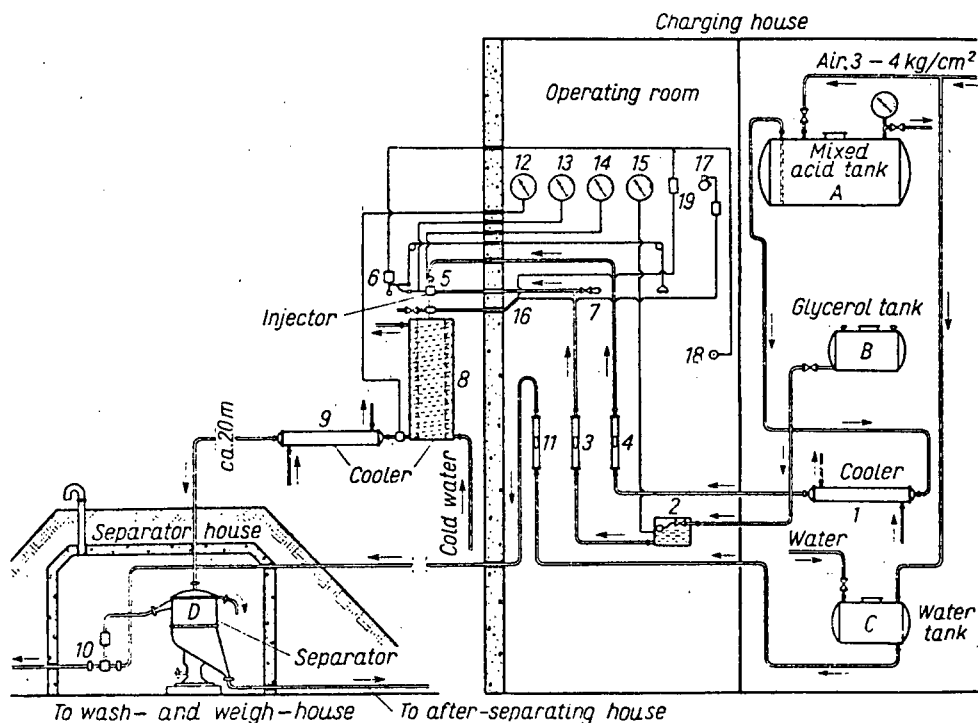 Charging house
Air 3 – 4 kg/cm²
Operating room
Mixed
acid tank
A
12 13 14 15 17
19
6 5
Injector
16 7
Glycerol tank
B
18
8
ca. 20 m
9
Cooler
11 3 4
Cooler
1
2
Cold water
Separator house
Water
D
C
Water
tank
10
Separator
To wash– and weigh–house
To after–separating house